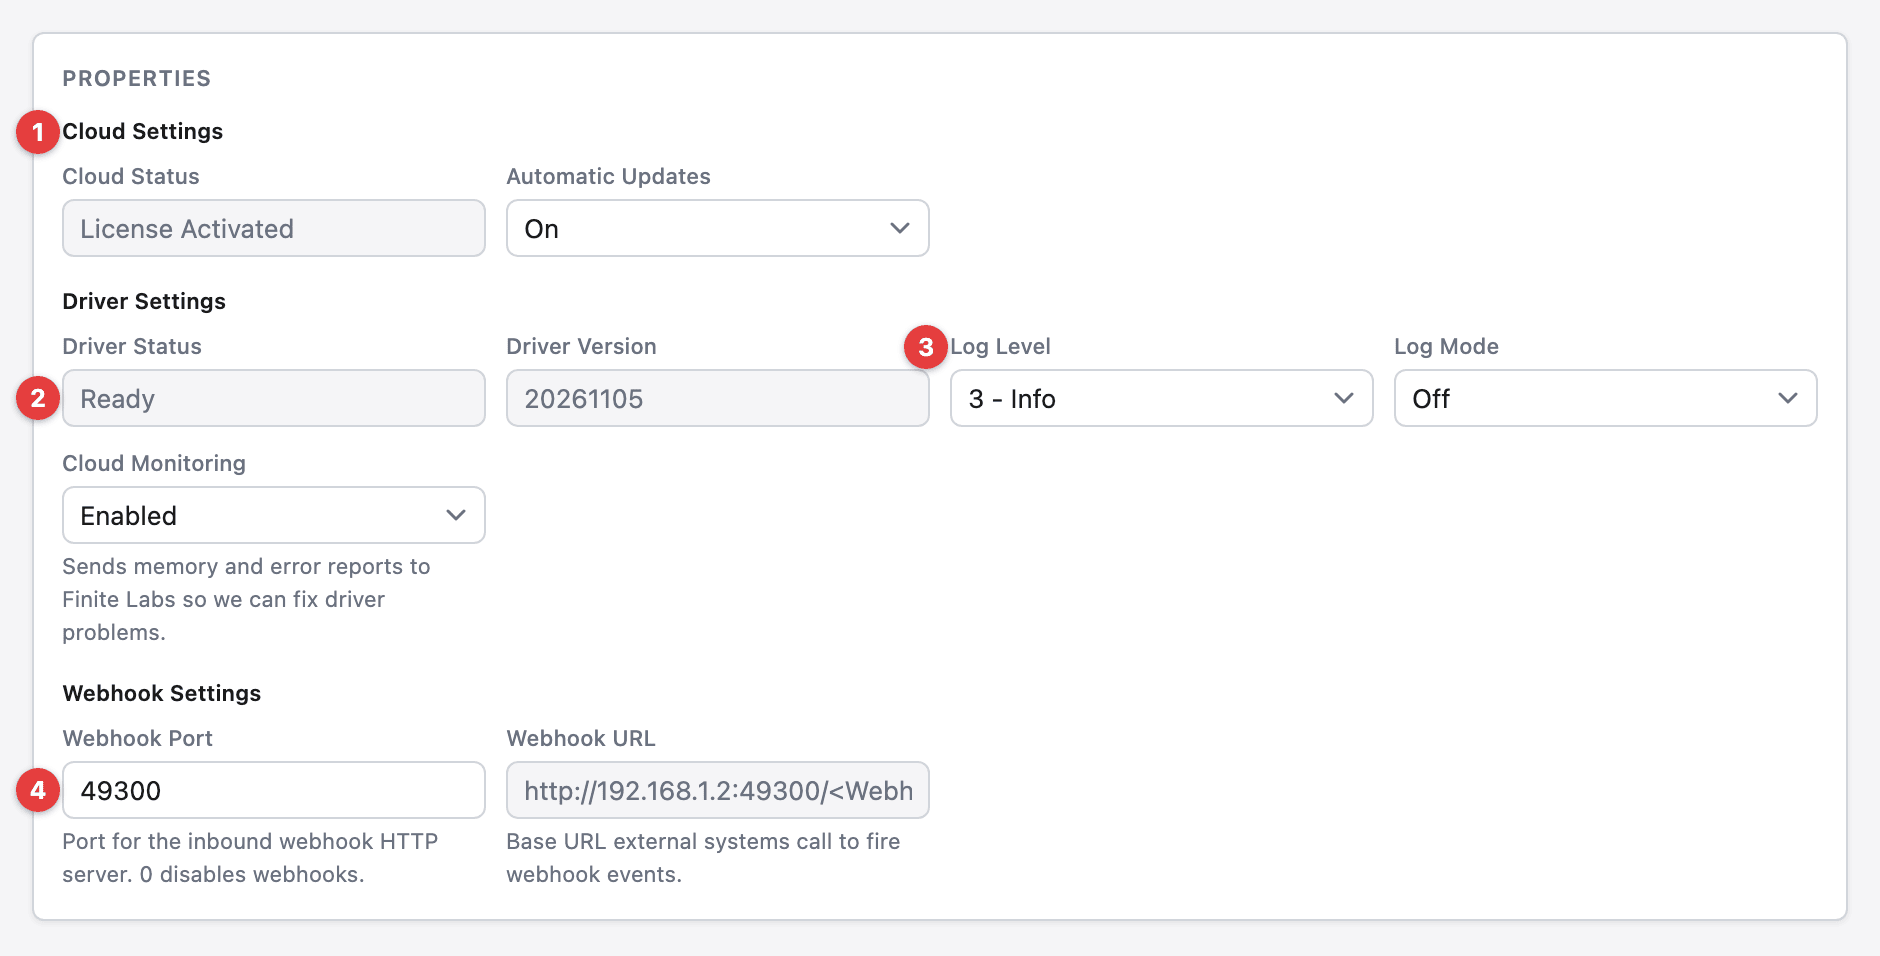 PROPERTIES
1 Cloud Settings
Cloud Status
Automatic Updates
License Activated
On
Driver Settings
Driver Status
Driver Version
3 Log Level
Log Mode
2 Ready
20261105
3 - Info
Off
Cloud Monitoring
Enabled
Sends memory and error reports to
Finite Labs so we can fix driver
problems.
Webhook Settings
Webhook Port
Webhook URL
4 49300
http://192.168.1.2:49300/<Webh
Port for the inbound webhook HTTP
server. 0 disables webhooks.
Base URL external systems call to fire
webhook events.